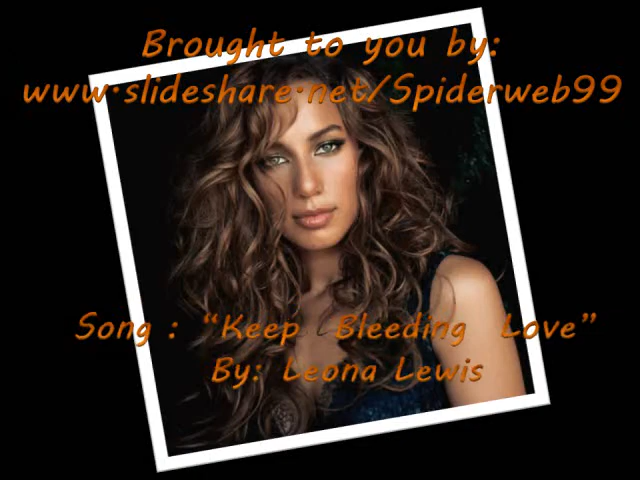 Brought to you by:
www.slideshare.net/Spiderweb99
Song : “Keep Bleeding Love”
By: Leona Lewis